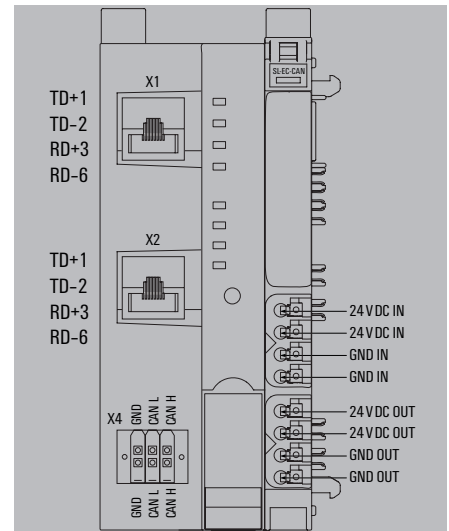 SL-EC-CAN
X1
TD+1
TD-2
RD+3
RD-6
X2
TD+1
TD-2
RD+3
RD-6
24 V DC IN
24 V DC IN
GND IN
GND IN
24 V DC OUT
24 V DC OUT
GND OUT
GND OUT
X4
GND
CAN L
CAN H
GND
CAN L
CAN H